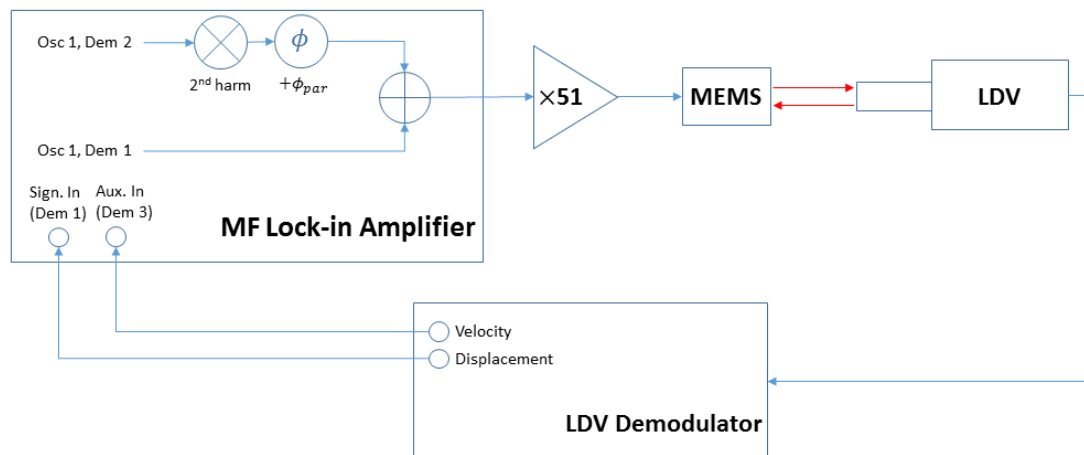 Osc 1, Dem 2
ϕ
2nd harm
+ϕpar
×51
MEMS
LDV
Osc 1, Dem 1
Sign. In
(Dem 1)
Aux. In
(Dem 3)
MF Lock-in Amplifier
Velocity
Displacement
LDV Demodulator